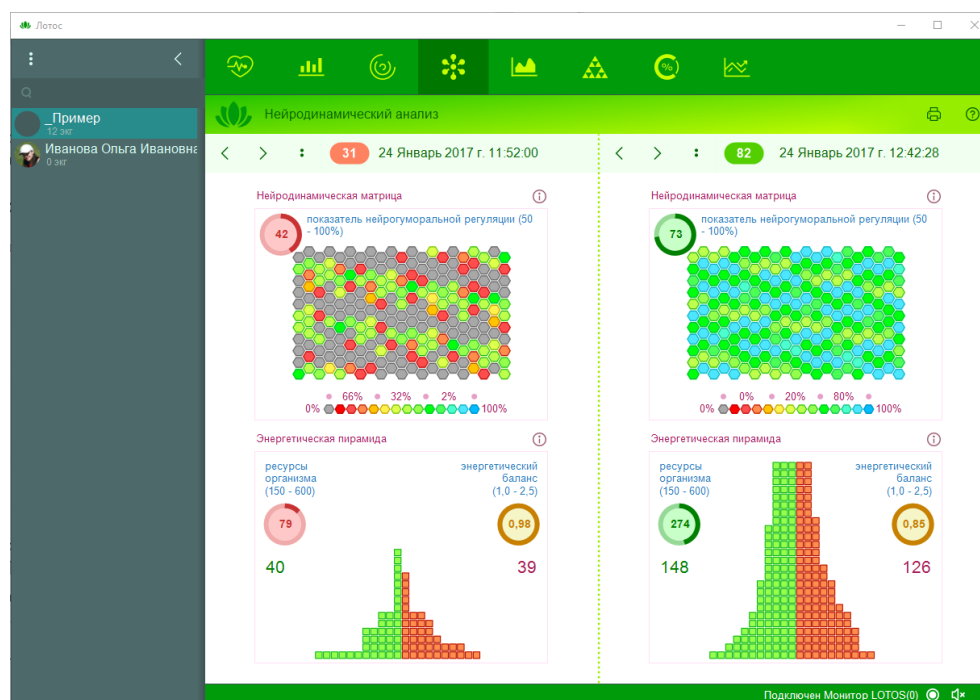 Лотос
_Пример
12 экг
Иванова Ольга Ивановна
0 экг
Нейродинамический анализ
31 24 Январь 2017 г. 11:52:00
Нейродинамическая матрица
42
показатель нейрогуморальной регуляции (50
- 100%)
66% 32% 2%
0% 100%
Энергетическая пирамида
ресурсы
организма
(150 - 600)
энергетический
баланс
(1,0 - 2,5)
79 0,98
40 39
82 24 Январь 2017 г. 12:42:28
Нейродинамическая матрица
73
показатель нейрогуморальной регуляции (50
- 100%)
0% 20% 80%
0% 100%
Энергетическая пирамида
ресурсы
организма
(150 - 600)
энергетический
баланс
(1,0 - 2,5)
274 0,85
148 126
Подключен Монитор LOTOS(0)